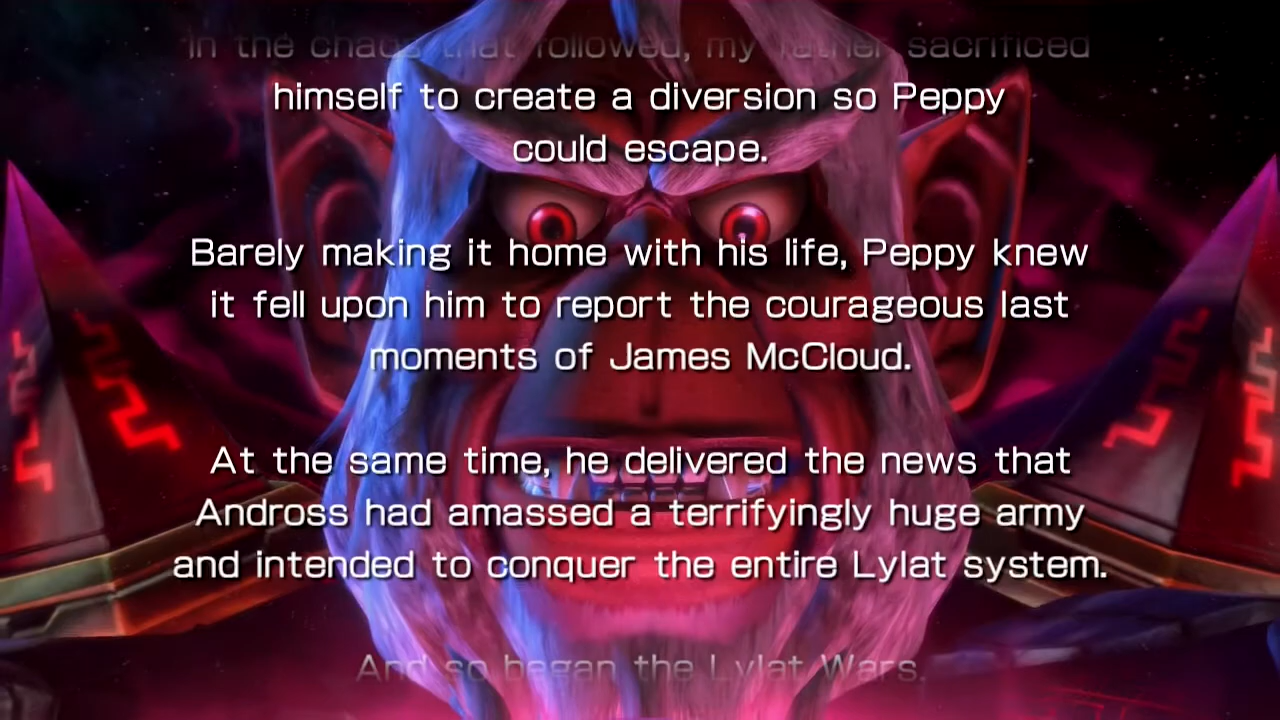 In the chaos that followed, my father sacrificed
himself to create a diversion so Peppy
could escape.
Barely making it home with his life, Peppy knew
it fell upon him to report the courageous last
moments of James McCloud.
At the same time, he delivered the news that
Andross had amassed a terrifyingly huge army
and intended to conquer the entire Lylat system.
And so began the Lylat Wars.